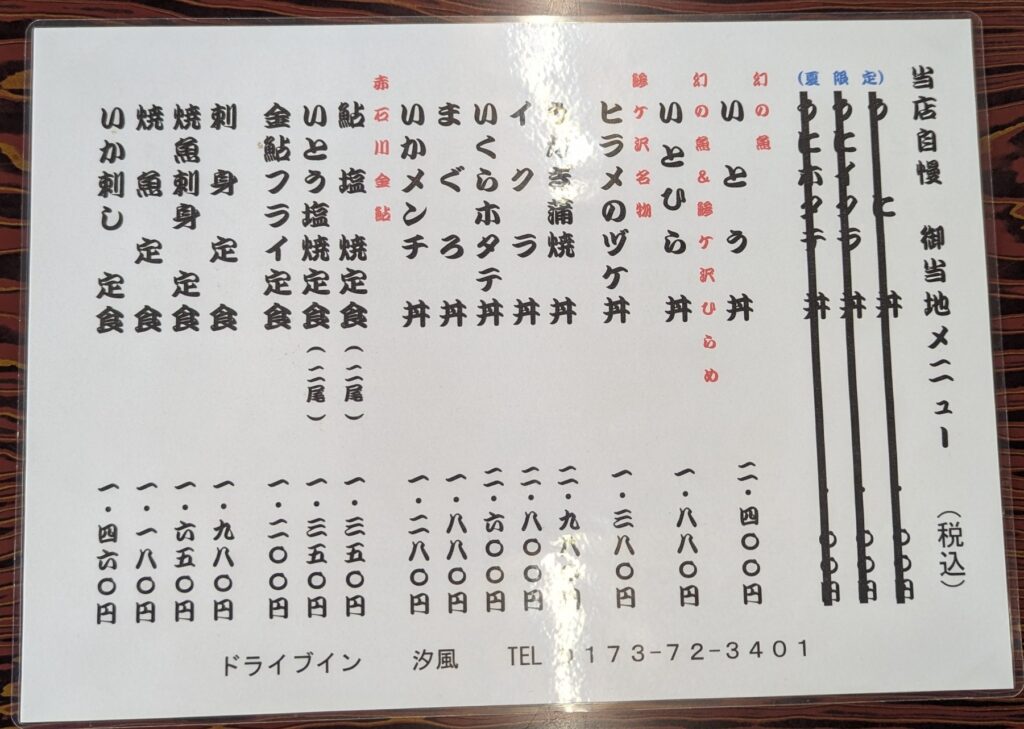 当店自慢 御当地メニュー (税込)
(夏限定)
うに丼
うにイクラ丼
うにホタテ丼
幻の魚
いとう丼 二・四〇〇円
幻の魚&鯵ケ沢ひらめ
いとひら丼 一・八八〇円
鯵ケ沢名物
ヒラメのヅケ丼 一・三八〇円
蒲焼丼
イクラ丼 二・八〇〇円
いくらホタテ丼 二・六〇〇円
まぐろ丼 一・八八〇円
いかメンチ丼 一・二八〇円
赤石川金鮎
鮎塩焼定食(二尾) 一・三五〇円
いとう塩焼定食(二尾) 一・三五〇円
金鮎フライ定食 一・二〇〇円
刺身定食 一・九八〇円
焼魚刺身定食 一・六五〇円
焼魚定食 一・一八〇円
いか刺し定食 一・四六〇円
ドライブイン 汐風 TEL 0173-72-3401